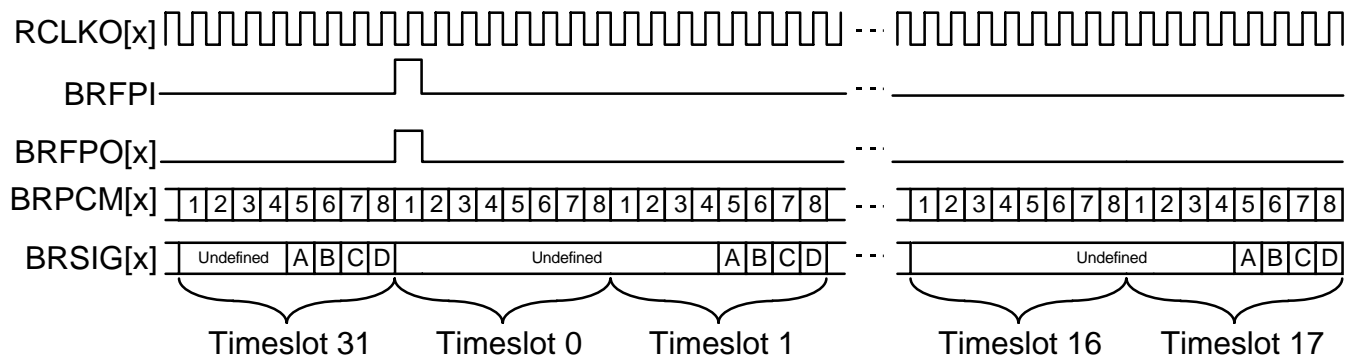 RCLKO[x]
BRFPI
BRFPO[x]
BRPCM[x] 1 2 3 4 5 6 7 8 1 2 3 4 5 6 7 8 1 2 3 4 5 6 7 8 1 2 3 4 5 6 7 8 1 2 3 4 5 6 7 8
BRSIG[x] Undefined A B C D Undefined A B C D Undefined A B C D
Timeslot 31 Timeslot 0 Timeslot 1 Timeslot 16 Timeslot 17